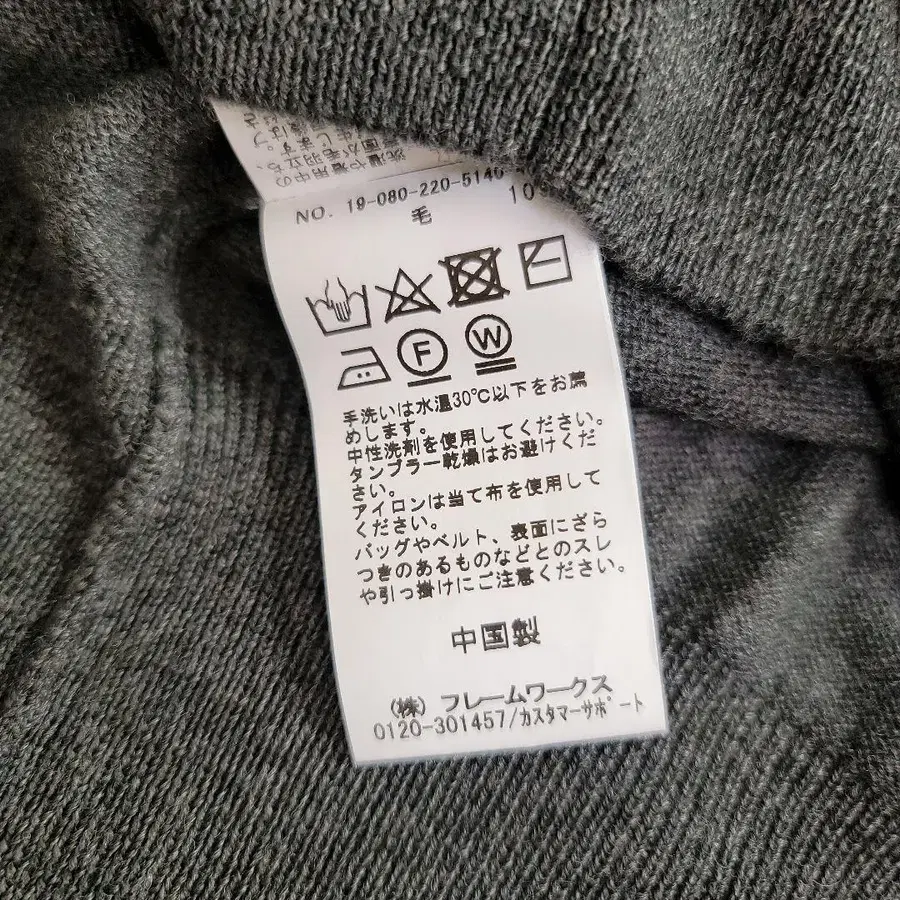 NO. 19-080-220-5140
毛
F
W
手洗いは水温30℃以下をお薦
めします。
中性洗剤を使用してください。
タンブラー乾燥はお避けくだ
さい。
アイロンは当て布を使用して
ください。
バッグやベルト、表面にざら
つきのあるものなどとのスレ
や引っ掛けにご注意ください。
中国製
（株）フレームワークス
0120-301457/カスタマーサポート